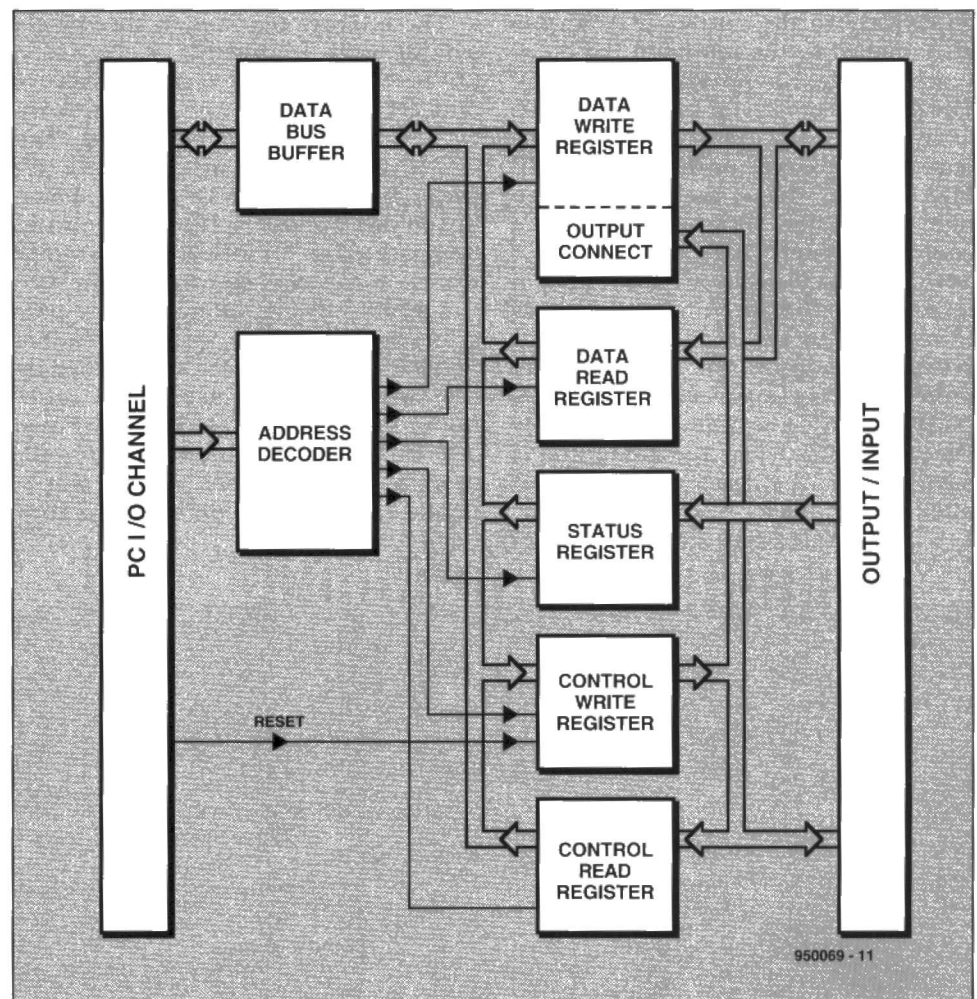 PC I/O CHANNEL
DATA
BUS
BUFFER
ADDRESS
DECODER
RESET
DATA
WRITE
REGISTER
OUTPUT
CONNECT
DATA
READ
REGISTER
STATUS
REGISTER
CONTROL
WRITE
REGISTER
CONTROL
READ
REGISTER
OUTPUT / INPUT
950069 - 11